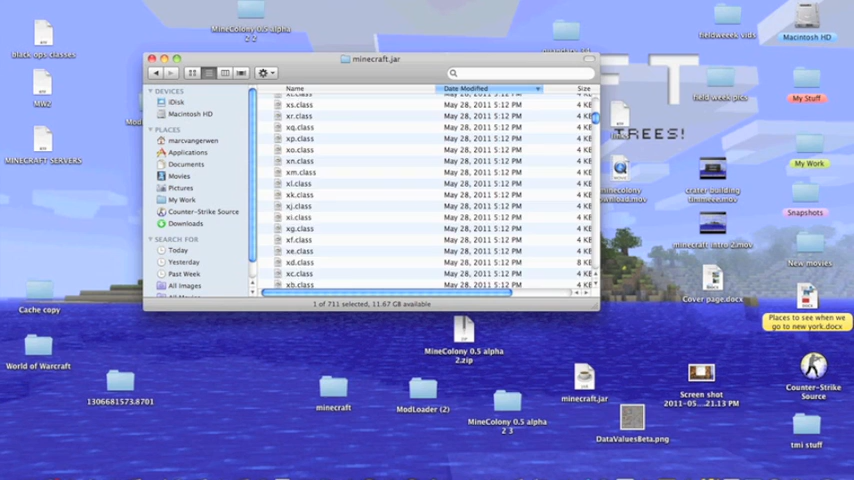 MineColony 0.5 alpha
2 2
fieldweeek vids
Macintosh HD
black ops classes
MW2
MINECRAFT SERVERS
minecraft.jar
Name
Date Modified
Size
DEVICES
iDisk
Macintosh HD
PLACES
marcvangerwen
Applications
Documents
Movies
Pictures
My Work
Counter-Strike Source
Downloads
SEARCH FOR
Today
Yesterday
Past Week
All Images
xs.class May 28, 2011 5:12 PM 4 KB
xr.class May 28, 2011 5:12 PM 4 KB
xq.class May 28, 2011 5:12 PM 4 KB
xp.class May 28, 2011 5:12 PM 4 KB
xo.class May 28, 2011 5:12 PM 4 KB
xn.class May 28, 2011 5:12 PM 4 KB
xm.class May 28, 2011 5:12 PM 4 KB
xl.class May 28, 2011 5:12 PM 4 KB
xk.class May 28, 2011 5:12 PM 4 KB
xj.class May 28, 2011 5:12 PM 4 KB
xi.class May 28, 2011 5:12 PM 4 KB
xg.class May 28, 2011 5:12 PM 4 KB
xf.class May 28, 2011 5:12 PM 4 KB
xe.class May 28, 2011 5:12 PM 4 KB
xd.class May 28, 2011 5:12 PM 8 KB
xc.class May 28, 2011 5:12 PM 4 KB
xb.class May 28, 2011 5:12 PM 4 KB
1 of 711 selected, 11.67 GB available
field week pics
My Stuff
TREES!
My Work
crater building
Snapshots
minecraft intro 2.mov
New movies
Cover page.docx
Places to see when we
go to new york.docx
Cache copy
World of Warcraft
1306681573.8701
minecraft
ModLoader (2)
MineColony 0.5 alpha
2.zip
MineColony 0.5 alpha
2 3
minecraft.jar
DataValuesBeta.png
Screen shot
2011-05...21.13 PM
Counter-Strike
Source
tmi stuff